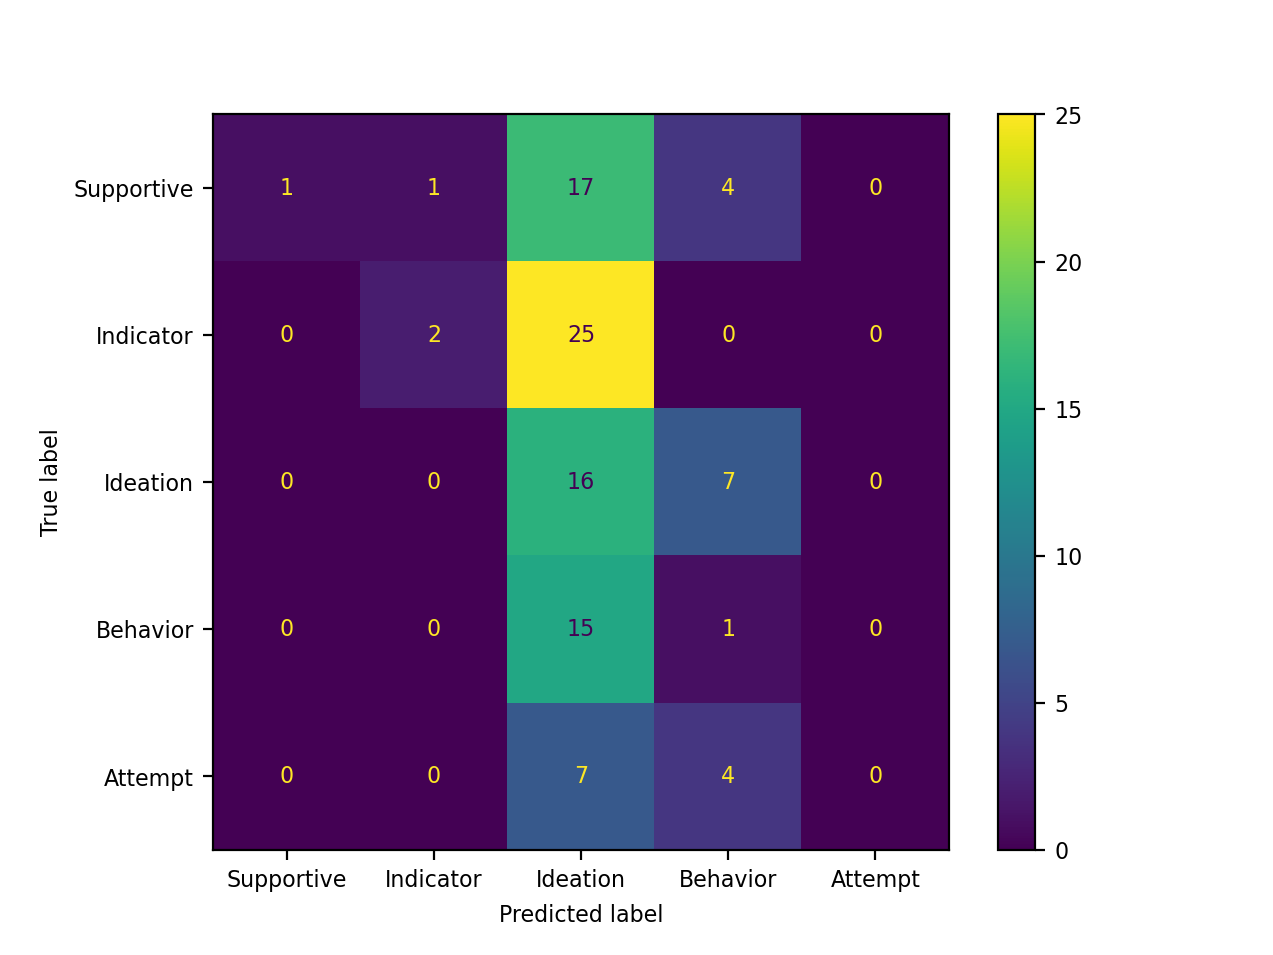 25
Supportive 1 1 17 4 0
20
Indicator 0 2 25 0 0
15
Ideation 0 0 16 7 0
10
Behavior 0 0 15 1 0
5
Attempt 0 0 7 4 0
0
Supportive Indicator Ideation Behavior Attempt
Predicted label
True label